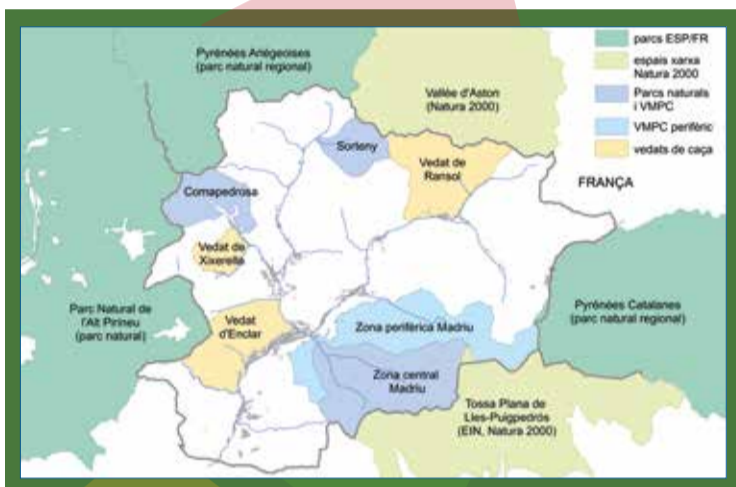 Pyrénées Ariégeoises
(parc natural regional)
Vallée d'Aston
(Natura 2000)
parcs ESP/FR
espais xarxa
Natura 2000
Parcs naturals
i VMPC
VMPC perifèric
vedats de caça
Sorteny
Vedat de
Ransol
FRANÇA
Comapedrosa
Vedat de
Xixerella
Parc Natural de
l'Alt Pirineu
(parc natural)
Vedat
d'Enclar
Zona perifèrica Madriu
Pyrénées Catalanes
(parc natural regional)
Zona central
Madriu
Tossa Plana de
Lles-Puigpedrós
(EIN, Natura 2000)